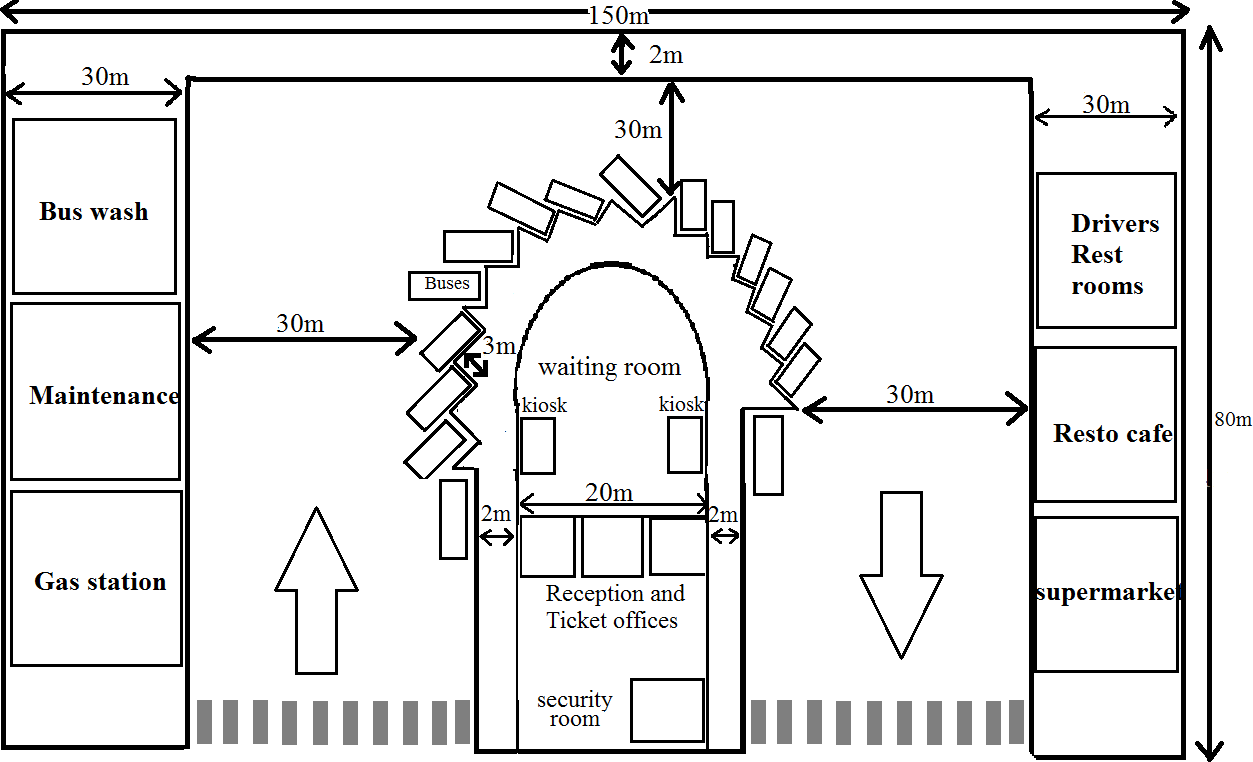 150m
2m
30m
30m
30m
Bus wash
Drivers
Rest
rooms
Buses
30m
3m
waiting room
Maintenance
kiosk
kiosk
30m
80m
Resto cafe
20m
2m
2m
Gas station
Reception and
Ticket offices
supermarket
security
room